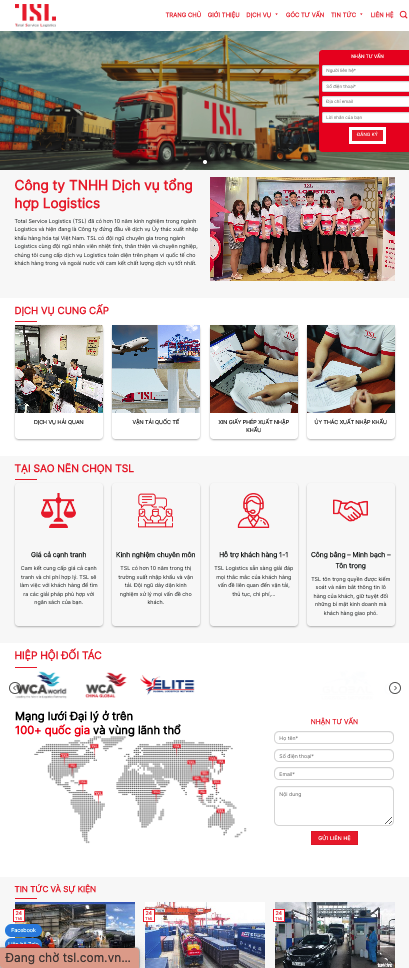 TSL
Total Service Logistics
TRANG CHỦ GIỚI THIỆU DỊCH VỤ GÓC TƯ VẤN TIN TỨC LIÊN HỆ
NHẬN TƯ VẤN
Người liên hệ*
Số điện thoại*
Địa chỉ email
Lời nhắn của bạn
ĐĂNG KÝ
TSL
Công ty TNHH Dịch vụ tổng
hợp Logistics
Total Service Logistics (TSL) đã có hơn 10 năm kinh nghiệm trong ngành
Logistics và hiện đang là Công ty đứng đầu về dịch vụ Ủy thác xuất nhập
khẩu hàng hóa tại Việt Nam. TSL có đội ngũ chuyên gia trong ngành
Logistics cùng đội ngũ nhân viên nhiệt tình, thân thiện và chuyên nghiệp,
chúng tôi cung cấp dịch vụ Logistics toàn diện trên phạm vi quốc tế cho
khách hàng trong và ngoài nước với cam kết chất lượng dịch vụ tốt nhất.
TSL LOGISTICS
DỊCH VỤ CUNG CẤP
TSL
DỊCH VỤ HẢI QUAN
VẬN TẢI QUỐC TẾ
XIN GIẤY PHÉP XUẤT NHẬP
KHẨU
ỦY THÁC XUẤT NHẬP KHẨU
TẠI SAO NÊN CHỌN TSL
Giá cả cạnh tranh
Cam kết cung cấp giá cả cạnh
tranh và chi phí hợp lý. TSL sẽ
làm việc với khách hàng để tìm
ra các giải pháp phù hợp với
ngân sách của bạn.
Kinh nghiệm chuyên môn
TSL có hơn 10 năm trong thị
trường xuất nhập khẩu và vận
tải. Đội ngũ dày dặn kinh
nghiệm xử lý mọi vấn đề cho
khách.
Hỗ trợ khách hàng 1-1
TSL Logistics sẵn sàng giải đáp
mọi thắc mắc của khách hàng
vấn đề liên quan đến vận tải,
thủ tục, chi phí,...
Công bằng – Minh bạch –
Tôn trọng
TSL tôn trọng quyền được kiểm
soát và nắm bắt thông tin lô
hàng của khách, giữ tuyệt đối
những bí mật kinh doanh mà
khách hàng giao phó.
HIỆP HỘI ĐỐI TÁC
WCAworld
WCA
CHINA GLOBAL
ELITE
Mạng lưới Đại lý ở trên
100+ quốc gia và vùng lãnh thổ
NHẬN TƯ VẤN
Họ tên*
Số điện thoại*
Email*
Nội dung
GỬI LIÊN HỆ
TIN TỨC VÀ SỰ KIỆN
24
Th8
24
Th8
24
Th8
Facebook
Đang chờ tsl.com.vn...